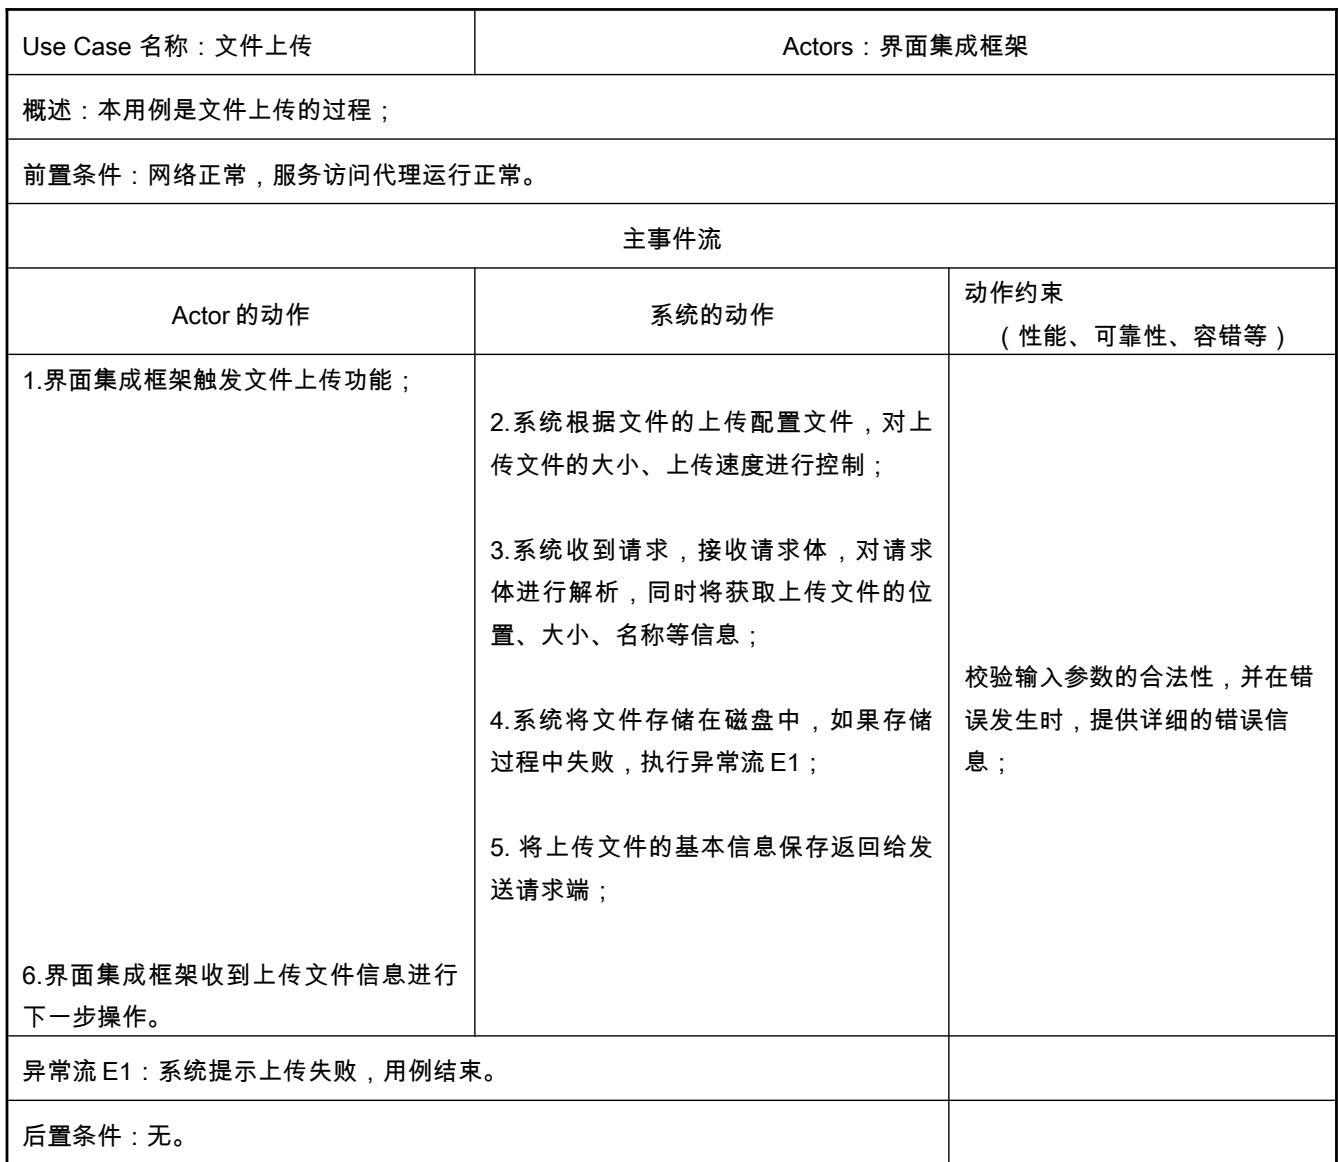 Use Case 名称：文件上传
Actors：界面集成框架
概述：本用例是文件上传的过程；
前置条件：网络正常，服务访问代理运行正常。
主事件流
Actor 的动作
系统的动作
动作约束
（性能、可靠性、容错等）
1.界面集成框架触发文件上传功能；
2.系统根据文件的上传配置文件，对上
传文件的大小、上传速度进行控制；
3.系统收到请求，接收请求体，对请求
体进行解析，同时将获取上传文件的位
置、大小、名称等信息；
4.系统将文件存储在磁盘中，如果存储
过程中失败，执行异常流 E1；
5. 将上传文件的基本信息保存返回给发
送请求端；
6.界面集成框架收到上传文件信息进行
下一步操作。
校验输入参数的合法性，并在错
误发生时，提供详细的错误信
息；
异常流 E1：系统提示上传失败，用例结束。
后置条件：无。